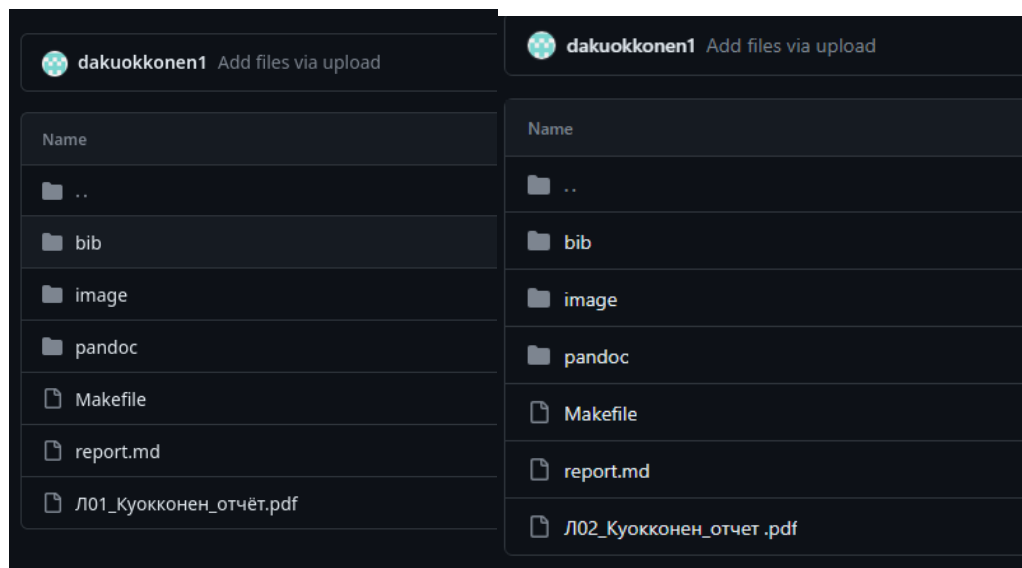 dakuokkonen1 Add files via upload
Name
..
bib
image
pandoc
Makefile
report.md
Л01_Куокконен_отчёт.pdf
dakuokkonen1 Add files via upload
Name
..
bib
image
pandoc
Makefile
report.md
Л02_Куокконен_отчет .pdf